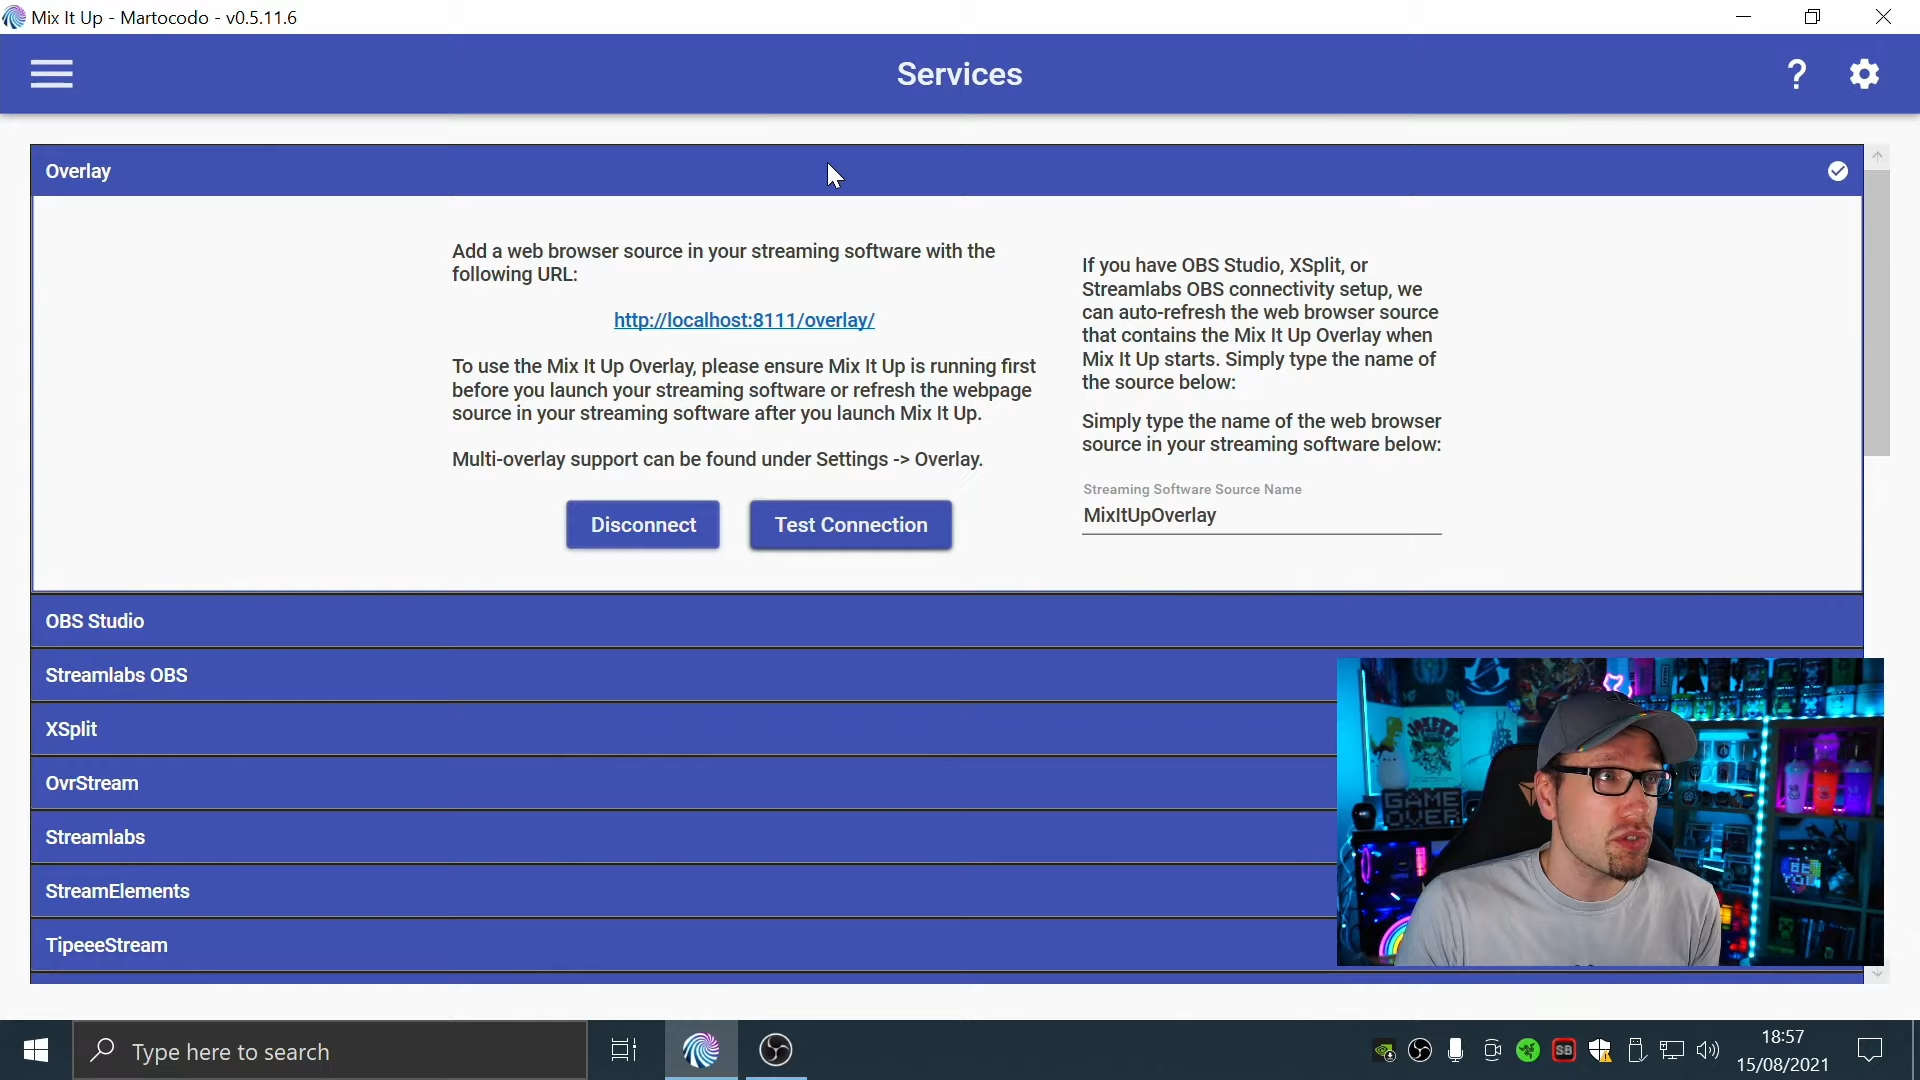 Mix It Up - Martocodo - v0.5.11.6
Services
?
Overlay
Add a web browser source in your streaming software with the
following URL:
http://localhost:8111/overlay/
To use the Mix It Up Overlay, please ensure Mix It Up is running first
before you launch your streaming software or refresh the webpage
source in your streaming software after you launch Mix It Up.
Multi-overlay support can be found under Settings -> Overlay.
Disconnect
Test Connection
If you have OBS Studio, XSplit, or
Streamlabs OBS connectivity setup, we
can auto-refresh the web browser source
that contains the Mix It Up Overlay when
Mix It Up starts. Simply type the name of
the source below:
Simply type the name of the web browser
source in your streaming software below:
Streaming Software Source Name
MixItUpOverlay
OBS Studio
Streamlabs OBS
XSplit
OvrStream
Streamlabs
StreamElements
TipeeeStream
GAME
OVER
Type here to search
SB
18:57
15/08/2021